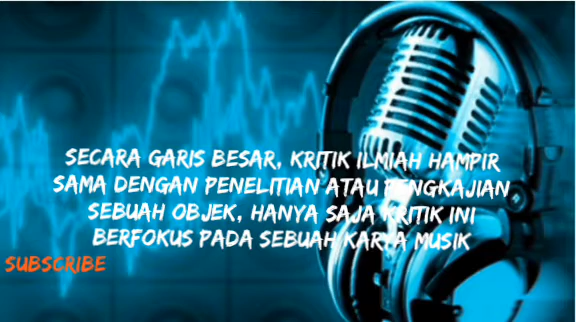 SECARA GARIS BESAR, KRITIK ILMIAH HAMPIR
SAMA DENGAN PENELITIAN ATAU PENGKAJIAN
SEBUAH OBJEK, HANYA SAJA KRITIK INI
BERFOKUS PADA SEBUAH KARYA MUSIK
SUBSCRIBE